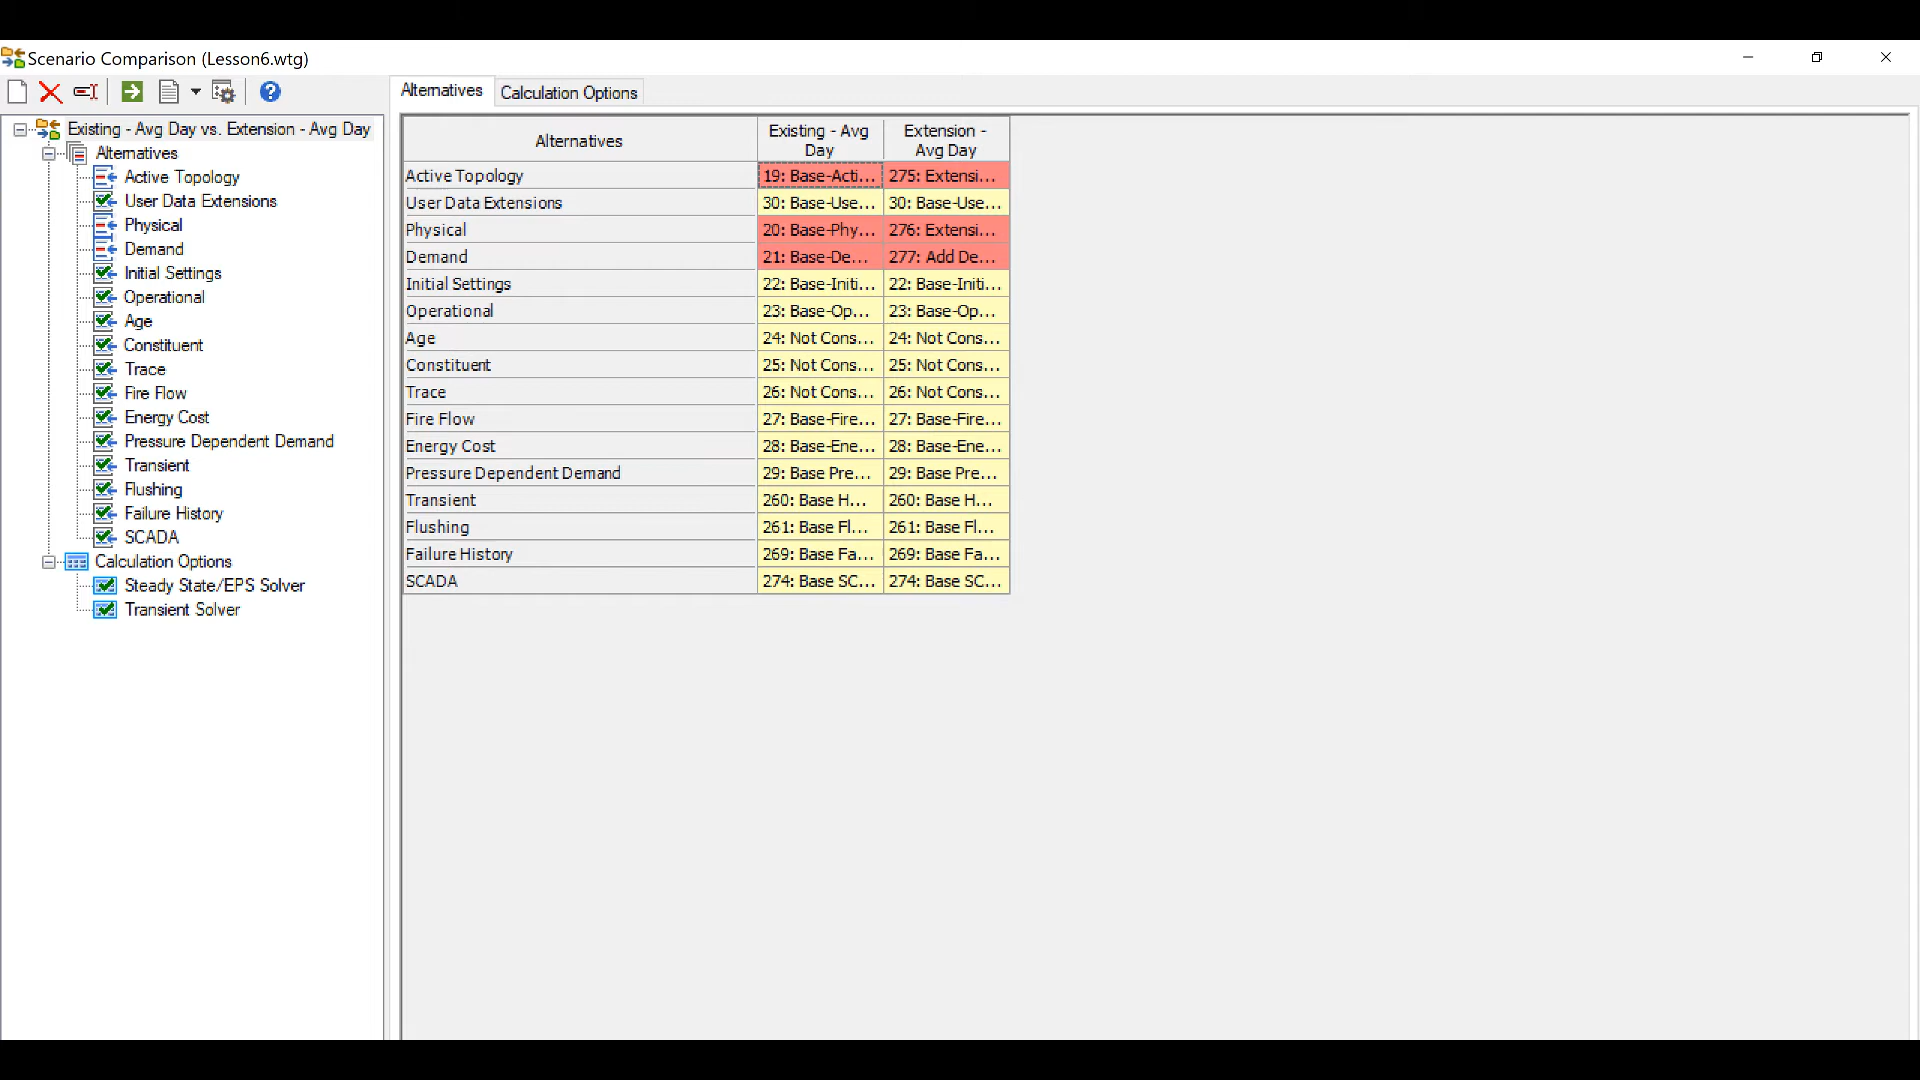 Scenario Comparison (Lesson6.wtg)
Alternatives
Calculation Options
Existing - Avg Day vs. Extension - Avg Day
Alternatives
Active Topology
User Data Extensions
Physical
Demand
Initial Settings
Operational
Age
Constituent
Trace
Fire Flow
Energy Cost
Pressure Dependent Demand
Transient
Flushing
Failure History
SCADA
Calculation Options
Steady State/EPS Solver
Transient Solver
Alternatives
Existing - Avg
Day
Extension -
Avg Day
Active Topology 19: Base-Acti... 275: Extensi...
User Data Extensions 30: Base-Use... 30: Base-Use...
Physical 20: Base-Phy... 276: Extensi...
Demand 21: Base-De... 277: Add De...
Initial Settings 22: Base-Initi... 22: Base-Initi...
Operational 23: Base-Op... 23: Base-Op...
Age 24: Not Cons... 24: Not Cons...
Constituent 25: Not Cons... 25: Not Cons...
Trace 26: Not Cons... 26: Not Cons...
Fire Flow 27: Base-Fire... 27: Base-Fire...
Energy Cost 28: Base-Ene... 28: Base-Ene...
Pressure Dependent Demand 29: Base Pre... 29: Base Pre...
Transient 260: Base H... 260: Base H...
Flushing 261: Base Fl... 261: Base Fl...
Failure History 269: Base Fa... 269: Base Fa...
SCADA 274: Base SC... 274: Base SC...